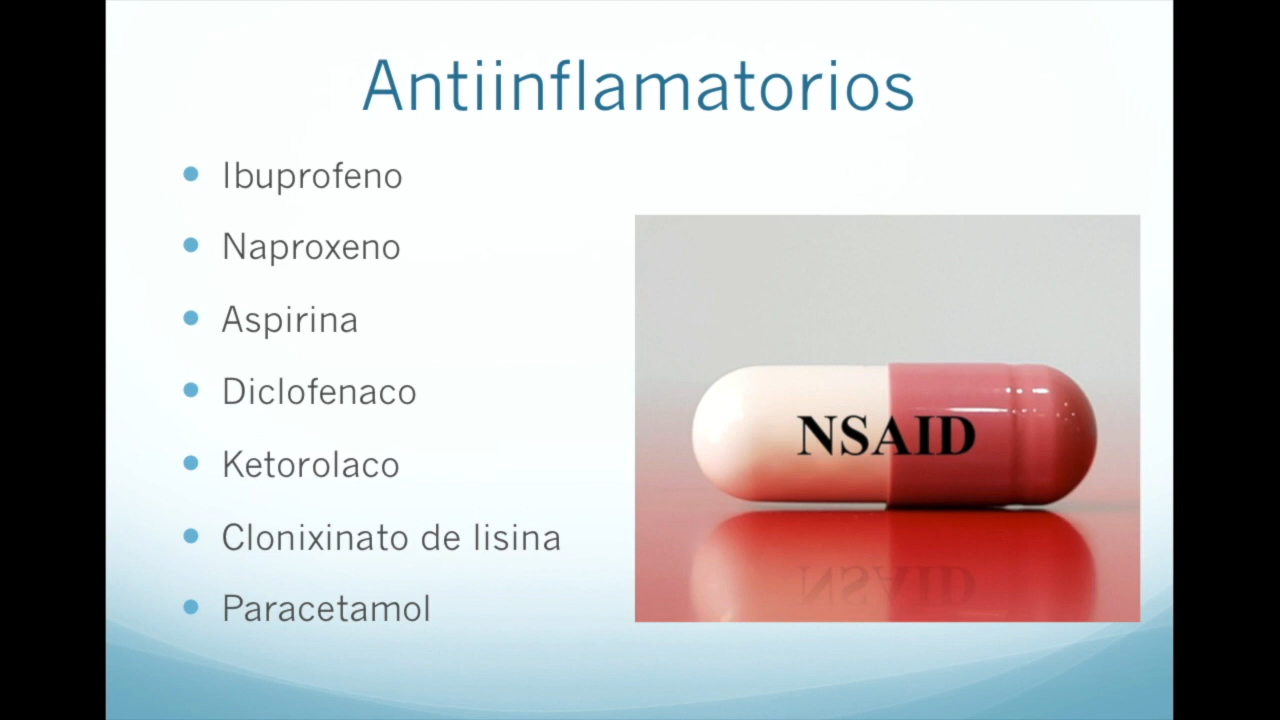 Antiinflamatorios
Ibuprofeno
Naproxeno
Aspirina
Diclofenaco
Ketorolaco
Clonixinato de lisina
Paracetamol
NSAID